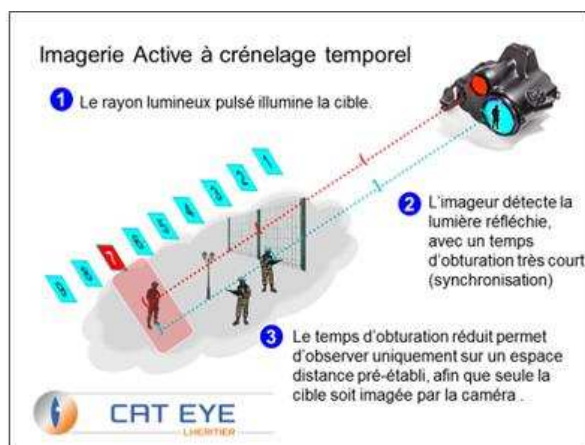 Imagerie Active à crénelage temporel
1 Le rayon lumineux pulsé illumine la cible.
1
2
3
4
5
6
7
8
9
2 L'imageur détecte la
lumière réfléchie,
avec un temps
d'obturation très court
(synchronisation)
3 Le temps d'obturation réduit permet
d'observer uniquement sur un espace
distance pré-établi, afin que seule la
cible soit imagée par la caméra .
CAT EYE
LHERITIER